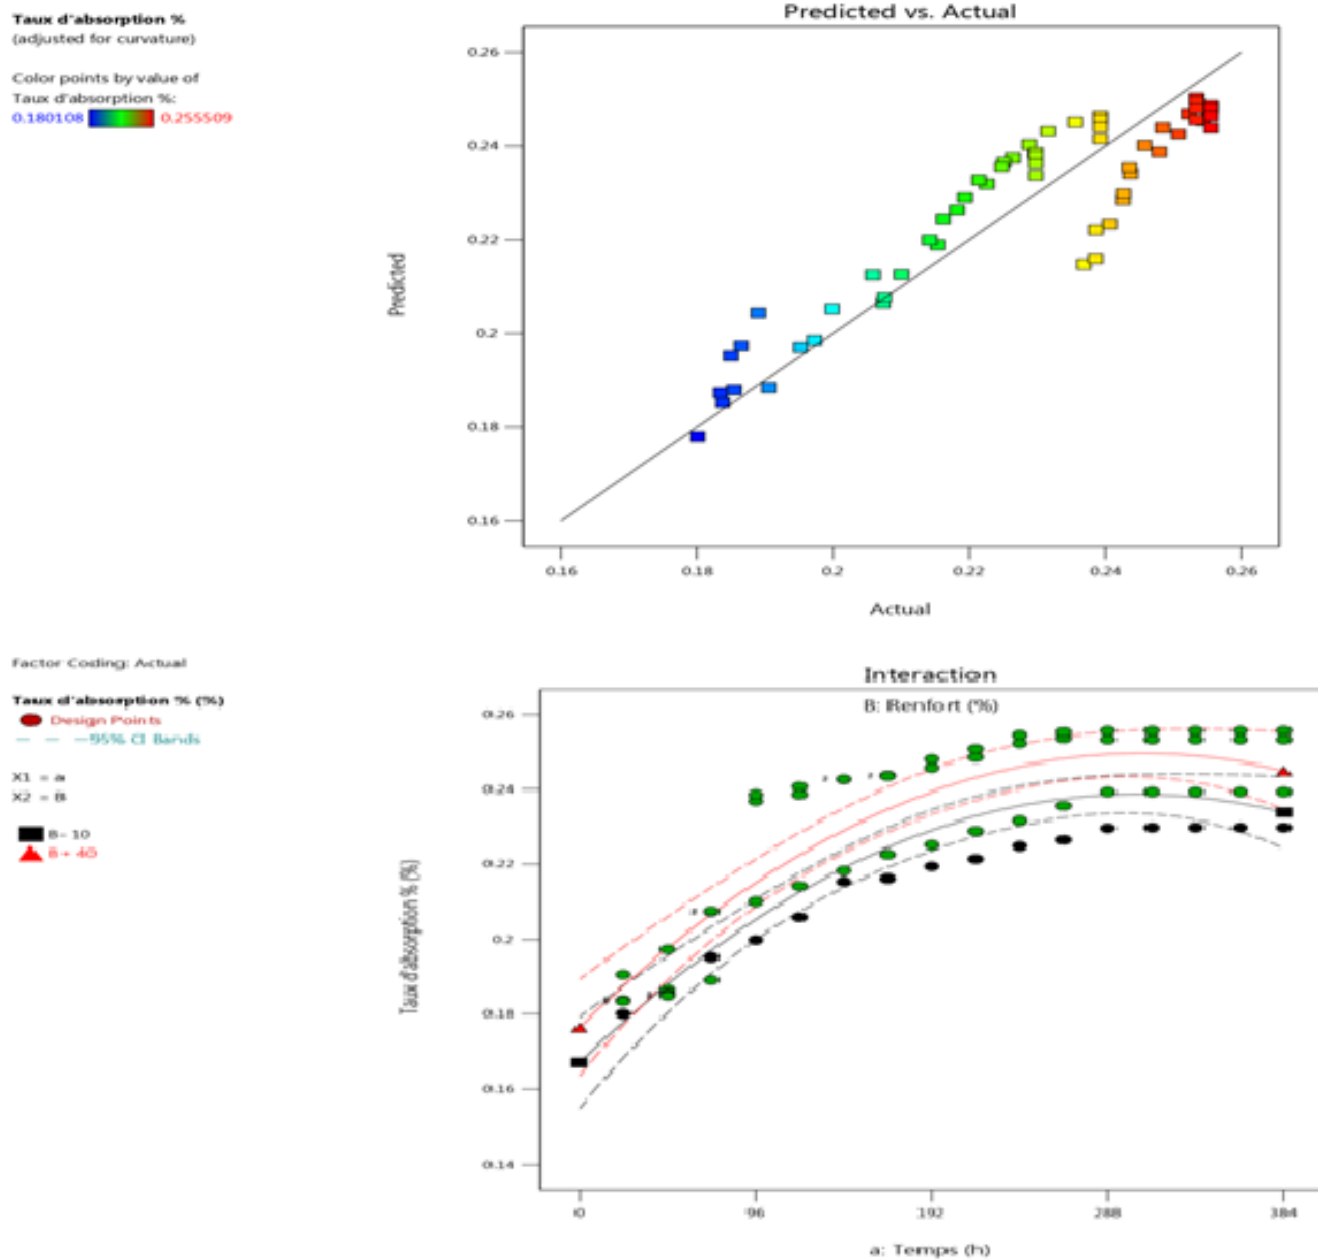 Taux d'absorption %
(adjusted for curvature)
Color points by value of
Taux d'absorption %:
0.180108 0.255509
Predicted vs. Actual
0.26
0.24
0.22
0.2
0.18
0.16
Predicted
0.16 0.18 0.2 0.22 0.24 0.26
Actual
Factor Coding: Actual
Taux d'absorption % (%)
Design Points
95% CI Bands
X1 = a
X2 = B
B- 10
B+ 40
Interaction
B: Renfort (%)
0.26
0.24
0.22
0.2
0.18
0.16
0.14
Taux d'absorption % (%)
0 96 192 288 384
a: Temps (h)